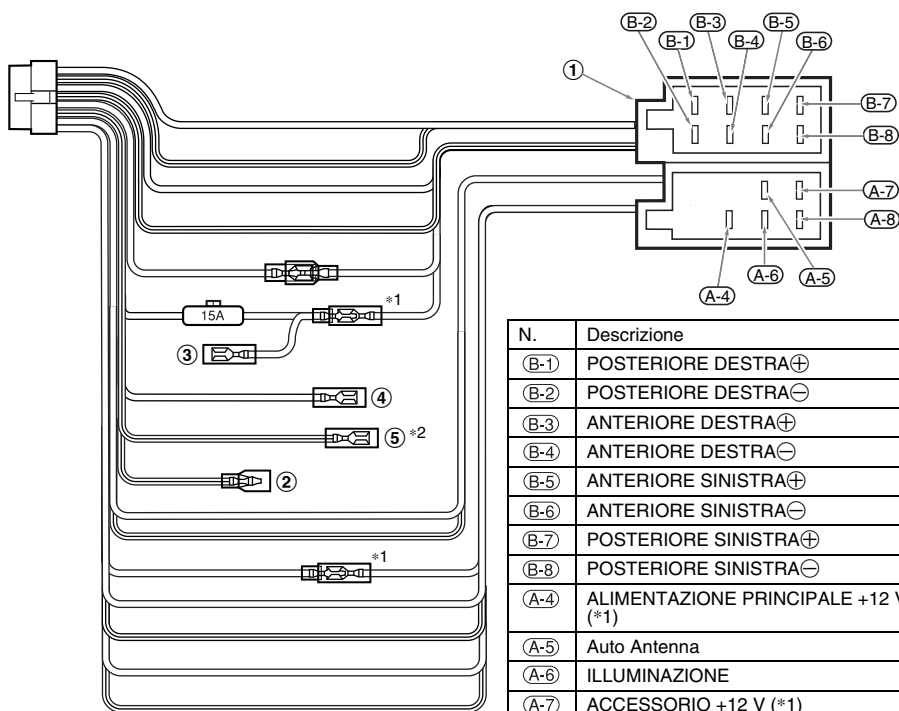 B-2 B-3 B-5
B-1 B-4 B-6
1
B-7
B-8
A-7
A-8
A-6 A-5
A-4
*1
15A
3
4
5 *2
2
*1
N. Descrizione
B-1 POSTERIORE DESTRA⊕
B-2 POSTERIORE DESTRA⊖
B-3 ANTERIORE DESTRA⊕
B-4 ANTERIORE DESTRA⊖
B-5 ANTERIORE SINISTRA⊕
B-6 ANTERIORE SINISTRA⊖
B-7 POSTERIORE SINISTRA⊕
B-8 POSTERIORE SINISTRA⊖
A-4 ALIMENTAZIONE PRINCIPALE +12 V
(*1)
A-5 Auto Antenna
A-6 ILLUMINAZIONE
A-7 ACCESSORIO +12 V (*1)